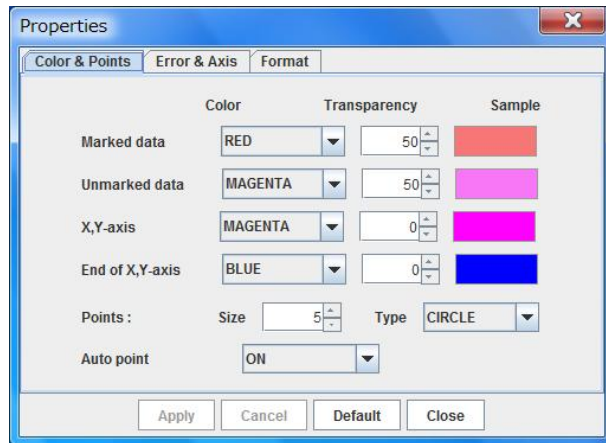 Properties
Color & Points Error & Axis Format
Color Transparency Sample
Marked data RED 50
Unmarked data MAGENTA 50
X,Y-axis MAGENTA 0
End of X,Y-axis BLUE 0
Points : Size 5 Type CIRCLE
Auto point ON
Apply Cancel Default Close